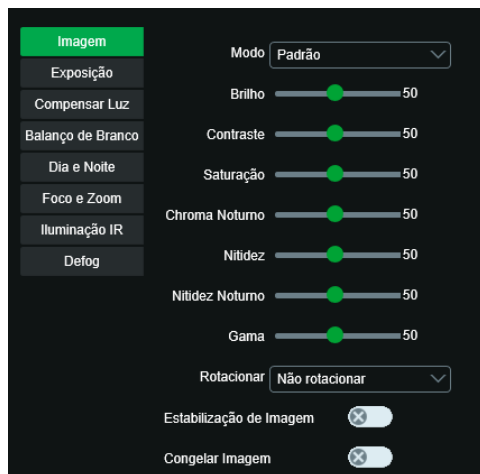 Imagem
Exposição
Compensar Luz
Balanço de Branco
Dia e Noite
Foco e Zoom
Iluminação IR
Defog
Modo Padrão
Brilho 50
Contraste 50
Saturação 50
Chroma Noturno 50
Nitidez 50
Nitidez Noturno 50
Gama 50
Rotacionar Não rotacionar
Estabilização de Imagem
Congelar Imagem